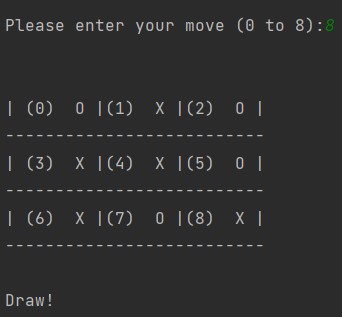 Please enter your move (0 to 8):8
| (0)  O |(1)  X |(2)  O |
--------------------------
| (3)  X |(4)  X |(5)  O |
--------------------------
| (6)  X |(7)  O |(8)  X |
--------------------------
Draw!